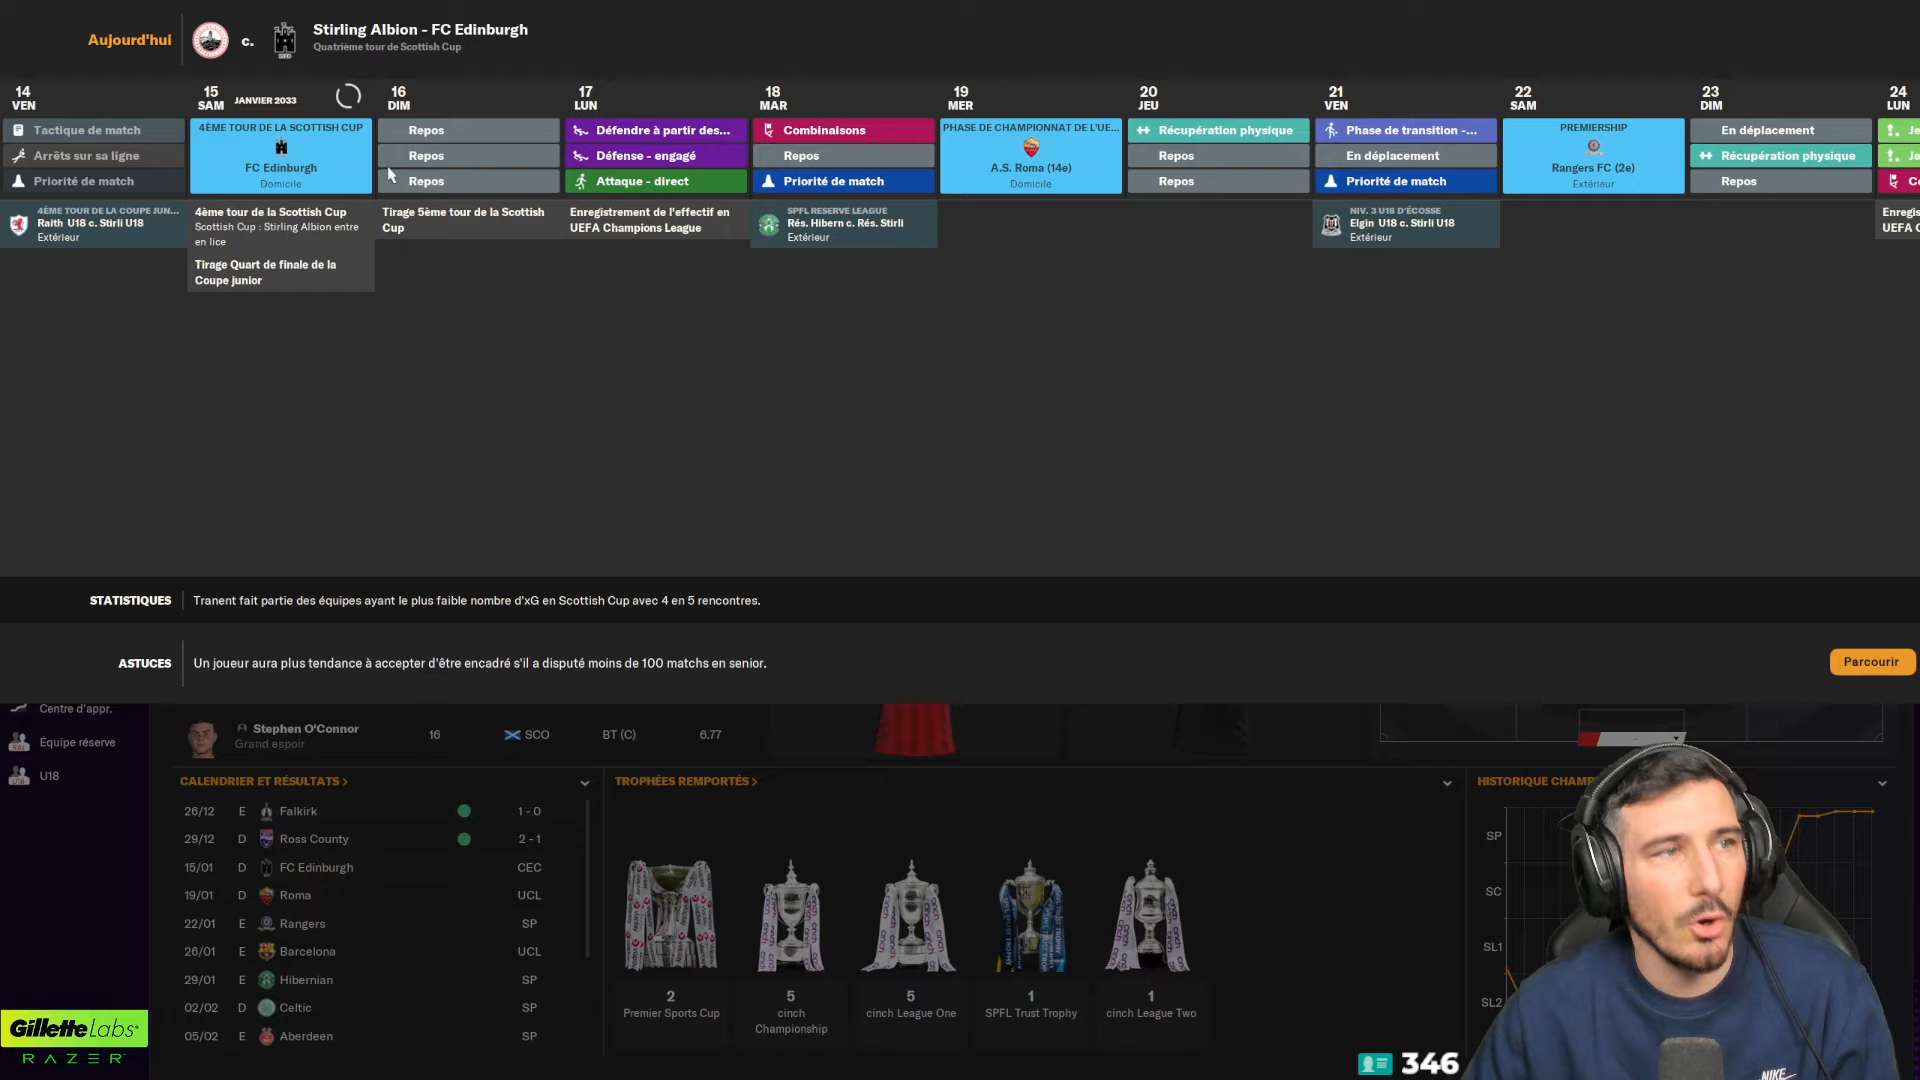 Aujourd'hui
c.
Stirling Albion - FC Edinburgh
Quatrième tour de Scottish Cup
14
VEN
15
SAM
JANVIER 2033
16
DIM
17
LUN
18
MAR
19
MER
20
JEU
21
VEN
22
SAM
23
DIM
24
LUN
Tactique de match
Arrêts sur sa ligne
Priorité de match
4ÈME TOUR DE LA SCOTTISH CUP
FC Edinburgh
Domicile
Repos
Repos
Repos
Défendre à partir des...
Défense - engagé
Attaque - direct
Combinaisons
Repos
Priorité de match
PHASE DE CHAMPIONNAT DE L'UE...
A.S. Roma (14e)
Domicile
Récupération physique
Repos
Repos
Phase de transition -...
En déplacement
Priorité de match
PREMIERSHIP
Rangers FC (2e)
Extérieur
En déplacement
Récupération physique
Repos
Je
Je
Co
4ÈME TOUR DE LA COUPE JUN...
Raith U18 c. Stirli U18
Extérieur
4ème tour de la Scottish Cup
Scottish Cup : Stirling Albion entre
en lice
Tirage Quart de finale de la
Coupe junior
Tirage 5ème tour de la Scottish
Cup
Enregistrement de l'effectif en
UEFA Champions League
SPFL RESERVE LEAGUE
Rés. Hibern c. Rés. Stirli
Extérieur
NIV. 3 U18 D'ÉCOSSE
Elgin U18 c. Stirli U18
Extérieur
Enregis
UEFA C
STATISTIQUES
Tranent fait partie des équipes ayant le plus faible nombre d'xG en Scottish Cup avec 4 en 5 rencontres.
ASTUCES
Un joueur aura plus tendance à accepter d'être encadré s'il a disputé moins de 100 matchs en senior.
Parcourir
Centre d'appr.
Équipe réserve
U18
Stephen O'Connor
Grand espoir
16
SCO
BT (C)
6.77
CALENDRIER ET RÉSULTATS >
26/12 E Falkirk 1 - 0
29/12 D Ross County 2 - 1
15/01 D FC Edinburgh CEC
19/01 D Roma UCL
22/01 E Rangers SP
26/01 E Barcelona UCL
29/01 E Hibernian SP
02/02 D Celtic SP
05/02 E Aberdeen SP
TROPHÉES REMPORTÉS >
2
Premier Sports Cup
5
cinch
Championship
5
cinch League One
1
SPFL Trust Trophy
1
cinch League Two
HISTORIQUE CHAMP
SP
SC
SL1
SL2
GilletteLabs
RAZER
346
NIKE